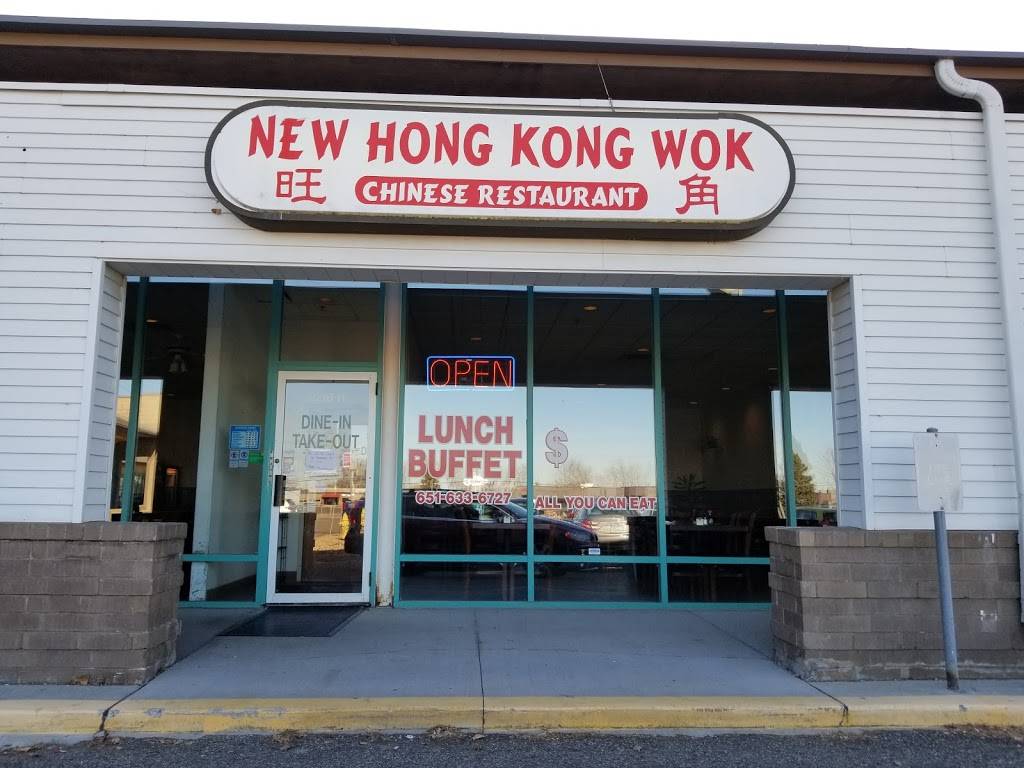 NEW HONG KONG WOK
旺 CHINESE RESTAURANT 角
OPEN
DINE-IN
TAKE-OUT
LUNCH
BUFFET
$
651-633-6727
ALL YOU CAN EAT